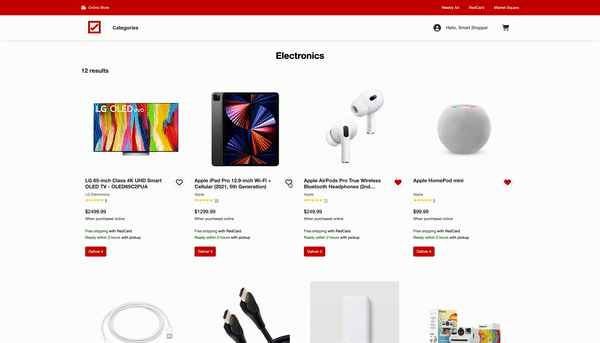 Online Store
Weekly Ad
RedCard
Market Square
Categories
Hello, Smart Shopper
Electronics
12 results
LG OLED evo
LG 65-inch Class 4K UHD Smart
OLED TV - OLED65C2PUA
LG Electronics
8
$2499.99
When purchased online
Free shipping with RedCard
Ready within 2 hours with pickup
Deliver it
Apple iPad Pro 12.9-inch Wi-Fi +
Cellular (2021, 5th Generation)
Apple
10
$1299.99
When purchased online
Free shipping with RedCard
Ready within 2 hours with pickup
Deliver it
Apple AirPods Pro True Wireless
Bluetooth Headphones (2nd...
Apple
11
$249.99
When purchased online
Free shipping with RedCard
Ready within 2 hours with pickup
Deliver it
Apple HomePod mini
Apple
$99.99
When purchased online
Free shipping with RedCard
Ready within 2 hours with pickup
Deliver it